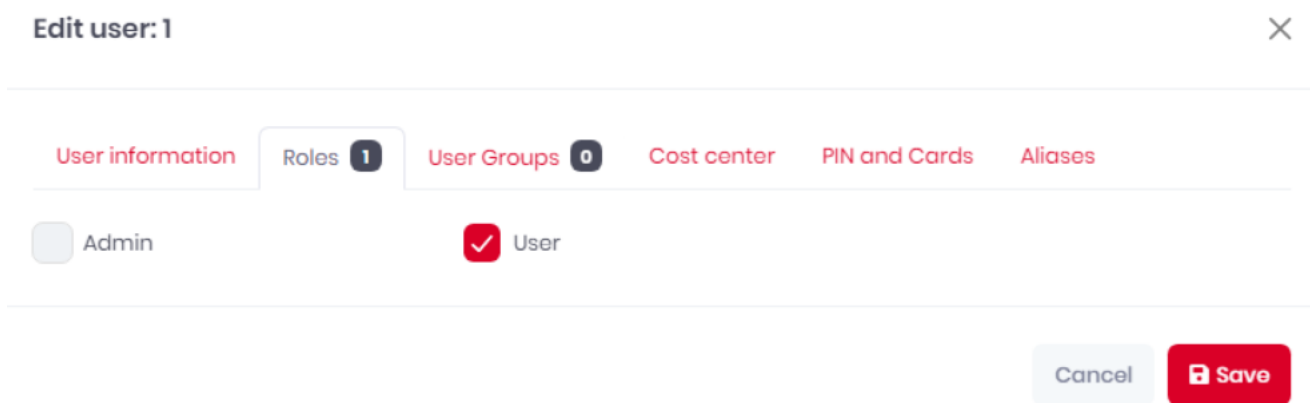 Edit user: 1
User information Roles 1 User Groups 0 Cost center PIN and Cards Aliases
Admin User
Cancel Save